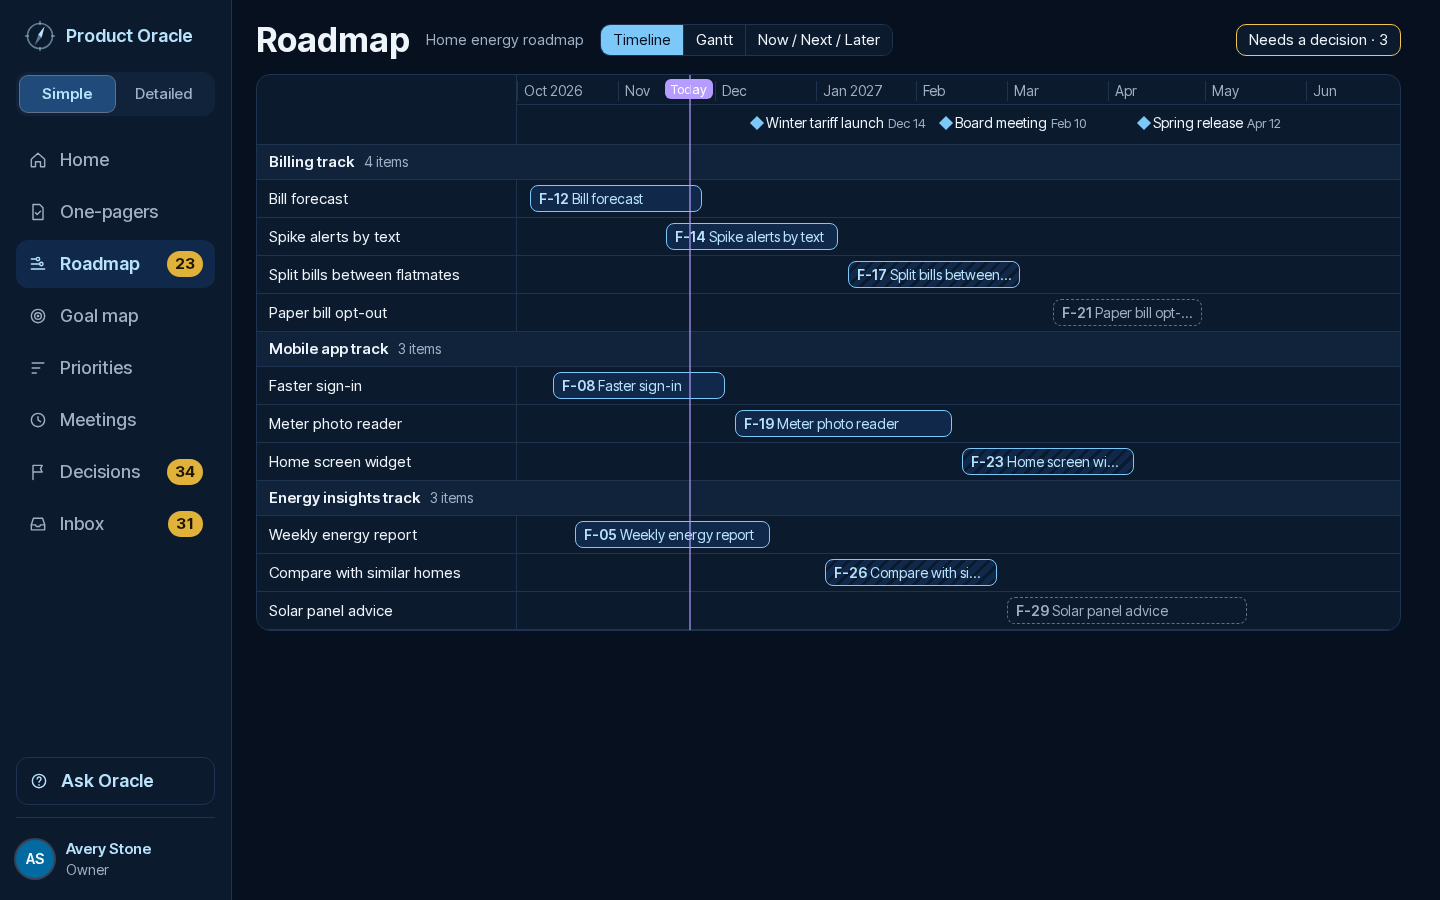 Product Oracle
Simple Detailed
Home
One-pagers
Roadmap 23
Goal map
Priorities
Meetings
Decisions 34
Inbox 31
Ask Oracle
AS Avery Stone
Owner
Roadmap Home energy roadmap Timeline Gantt Now / Next / Later Needs a decision · 3
Oct 2026 Nov Today Dec Jan 2027 Feb Mar Apr May Jun
Winter tariff launch Dec 14 Board meeting Feb 10 Spring release Apr 12
Billing track 4 items
Bill forecast F-12 Bill forecast
Spike alerts by text F-14 Spike alerts by text
Split bills between flatmates F-17 Split bills between...
Paper bill opt-out F-21 Paper bill opt-...
Mobile app track 3 items
Faster sign-in F-08 Faster sign-in
Meter photo reader F-19 Meter photo reader
Home screen widget F-23 Home screen wi...
Energy insights track 3 items
Weekly energy report F-05 Weekly energy report
Compare with similar homes F-26 Compare with si...
Solar panel advice F-29 Solar panel advice